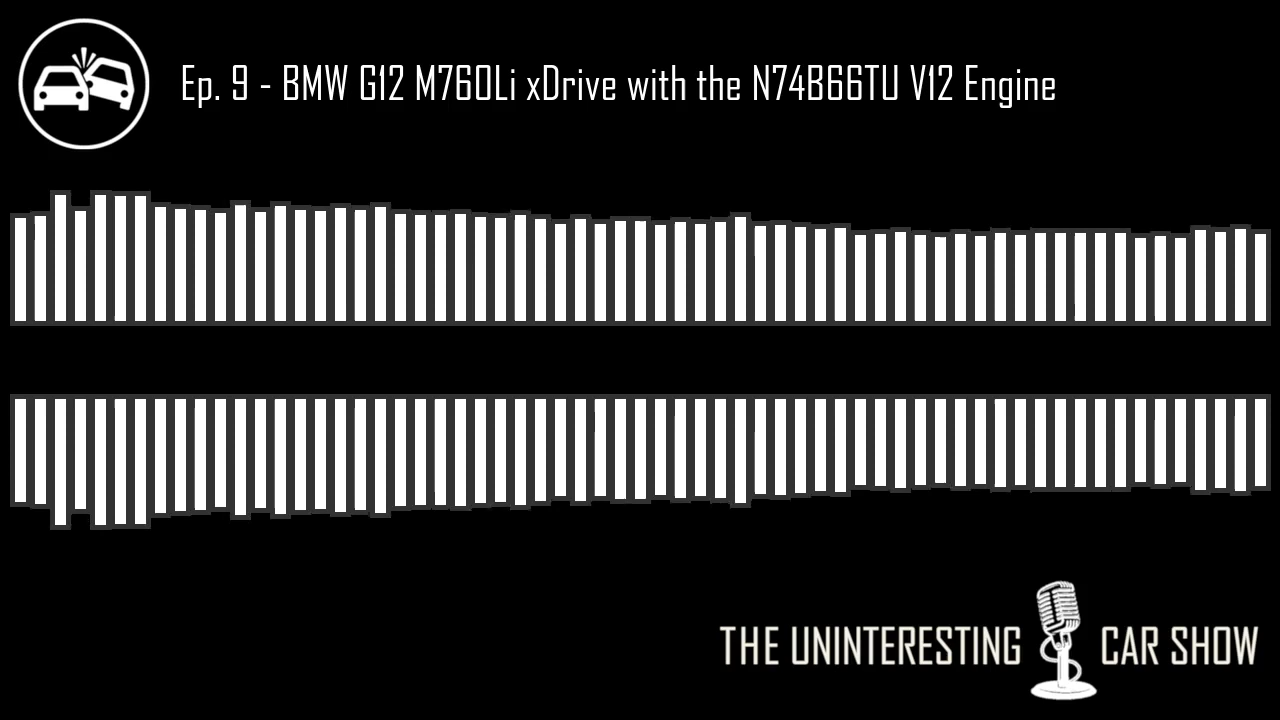 Ep. 9 - BMW G12 M760Li xDrive with the N74B66TU V12 Engine
THE UNINTERESTING CAR SHOW